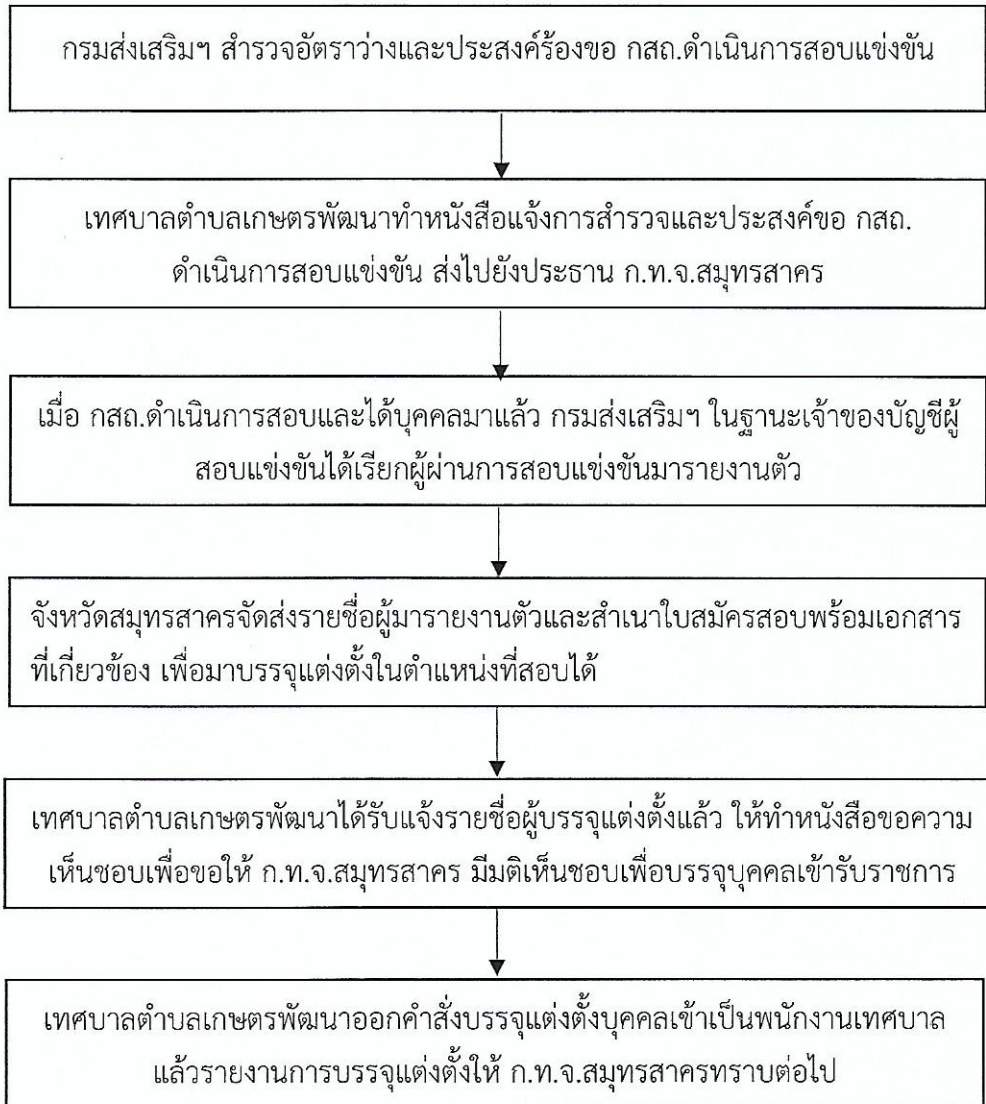 กรมส่งเสริมฯ สำรวจอัตราว่างและประสงค์ร้องขอ กสถ.ดำเนินการสอบแข่งขัน
เทศบาลตำบลเกษตรพัฒนาทำหนังสือแจ้งการสำรวจและประสงค์ขอ กสถ.
ดำเนินการสอบแข่งขัน ส่งไปยังประธาน ก.ท.จ.สมุทรสาคร
เมื่อ กสถ.ดำเนินการสอบและได้บุคคลมาแล้ว กรมส่งเสริมฯ ในฐานะเจ้าของบัญชีผู้
สอบแข่งขันได้เรียกผู้ผ่านการสอบแข่งขันมารายงานตัว
จังหวัดสมุทรสาครจัดส่งรายชื่อผู้มารายงานตัวและสำเนาใบสมัครสอบพร้อมเอกสาร
ที่เกี่ยวข้อง เพื่อมาบรรจุแต่งตั้งในตำแหน่งที่สอบได้
เทศบาลตำบลเกษตรพัฒนาได้รับแจ้งรายชื่อผู้บรรจุแต่งตั้งแล้ว ให้ทำหนังสือขอความ
เห็นชอบเพื่อขอให้ ก.ท.จ.สมุทรสาคร มีมติเห็นชอบเพื่อบรรจุบุคคลเข้ารับราชการ
เทศบาลตำบลเกษตรพัฒนาออกคำสั่งบรรจุแต่งตั้งบุคคลเข้าเป็นพนักงานเทศบาล
แล้วรายงานการบรรจุแต่งตั้งให้ ก.ท.จ.สมุทรสาครทราบต่อไป